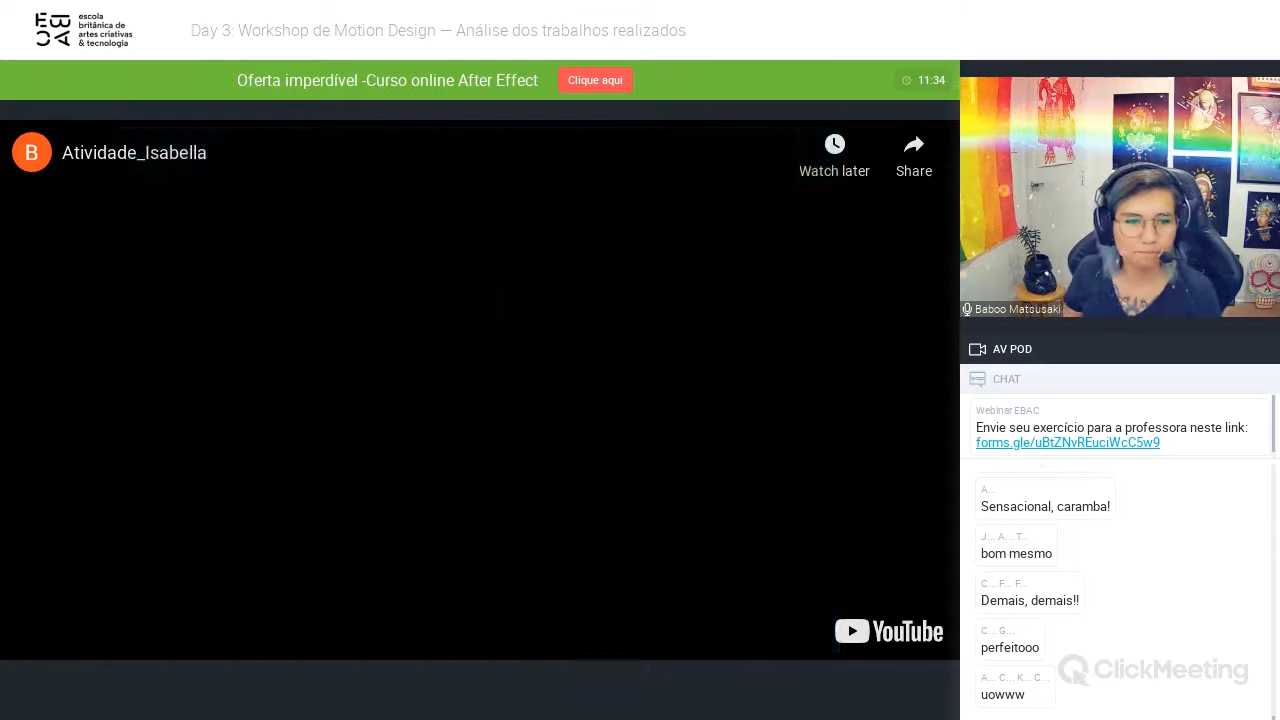 EBAC
escola
britânica de
artes criativas
& tecnologia
Day 3: Workshop de Motion Design — Análise dos trabalhos realizados
Oferta imperdível -Curso online After Effect
Clique aqui
11:34
B
Atividade_Isabella
Watch later
Share
YouTube
Baboo Matsusaki
AV POD
CHAT
Webinar EBAC
Envie seu exercício para a professora neste link:
forms.gle/uBtZNvREuciWcC5w9
A...
Sensacional, caramba!
J... A... T...
bom mesmo
C... F... F...
Demais, demais!!
C... G...
perfeitooo
A... C... K... C...
uowww
ClickMeeting